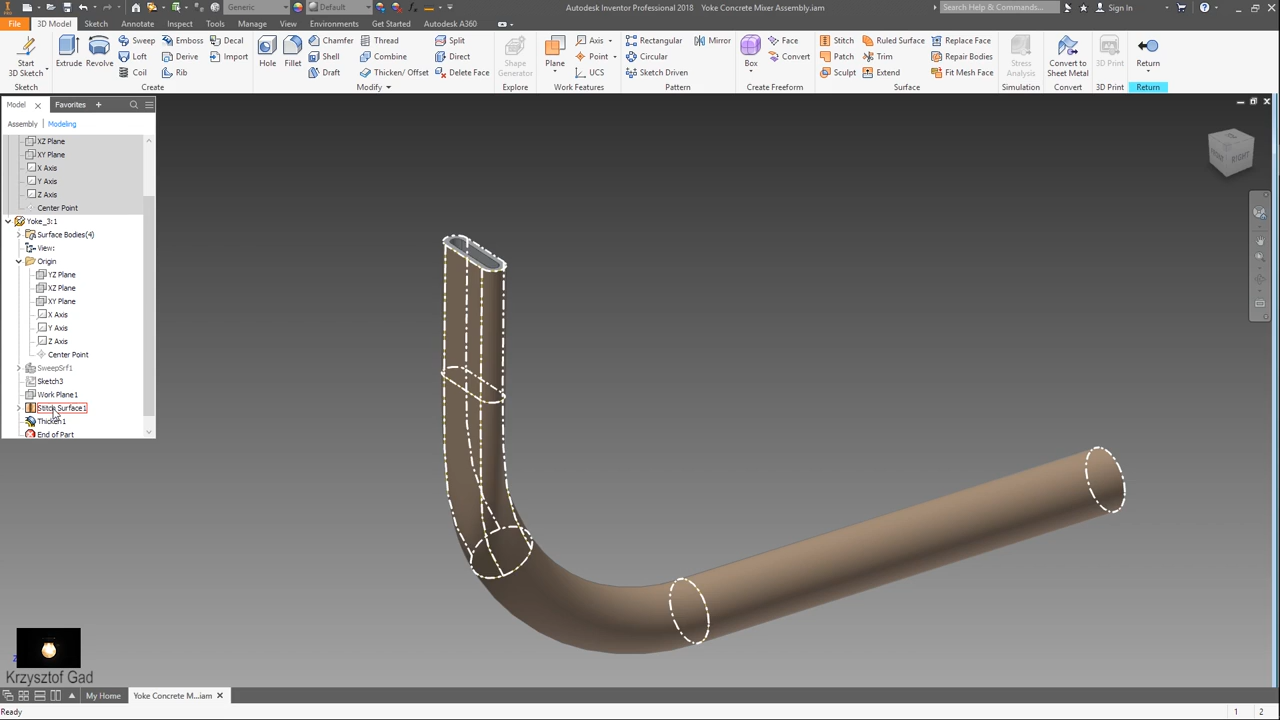 Generic
Default
Autodesk Inventor Professional 2018 Yoke Concrete Mixer Assembly.iam
Search Help & Commands...
Sign In
File 3D Model Sketch Annotate Inspect Tools Manage View Environments Get Started Autodesk A360
Start
3D Sketch
Sketch
Extrude
Revolve
Sweep
Loft
Coil
Emboss
Derive
Rib
Decal
Import
Create
Hole
Fillet
Chamfer
Shell
Draft
Thread
Combine
Thicken/ Offset
Split
Direct
Delete Face
Modify
Shape
Generator
Explore
Plane
Axis
Point
UCS
Work Features
Rectangular
Circular
Sketch Driven
Mirror
Pattern
Box
Face
Convert
Create Freeform
Stitch
Patch
Sculpt
Ruled Surface
Trim
Extend
Replace Face
Repair Bodies
Fit Mesh Face
Surface
Stress
Analysis
Simulation
Convert to
Sheet Metal
Convert
3D Print
3D Print
Return
Return
Model
Favorites +
Assembly Modeling
XZ Plane
XY Plane
X Axis
Y Axis
Z Axis
Center Point
Yoke_3:1
Surface Bodies(4)
View:
Origin
YZ Plane
XZ Plane
XY Plane
X Axis
Y Axis
Z Axis
Center Point
SweepSrf1
Sketch3
Work Plane1
Stitch Surface1
Thicken1
End of Part
RIGHT
Krzysztof Gad
My Home
Yoke Concrete M...iam
Ready
1 2